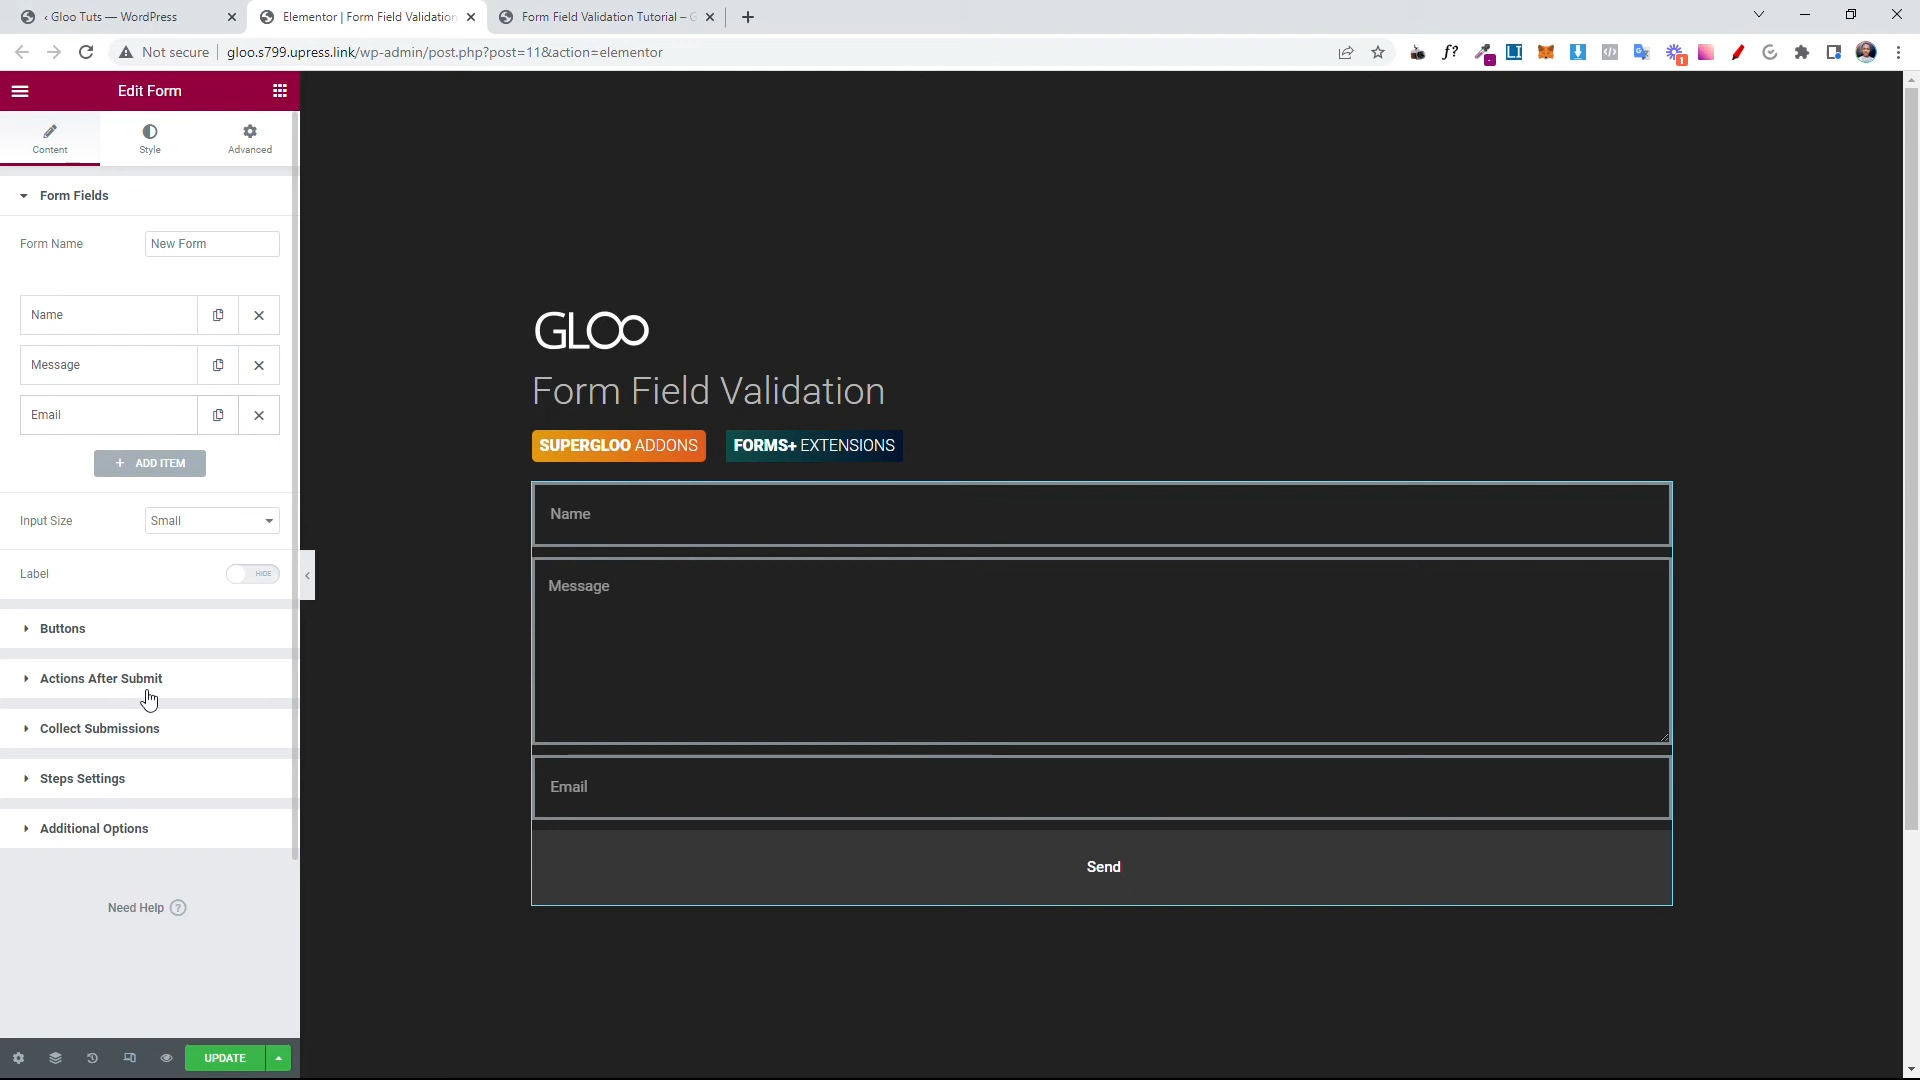 ‹ Gloo Tuts — WordPress
Elementor | Form Field Validation
Form Field Validation Tutorial –
Not secure
gloo.s799.upress.link/wp-admin/post.php?post=11&action=elementor
f?
LI
1
Edit Form
Content
Style
Advanced
Form Fields
Form Name
New Form
Name
Message
Email
+ ADD ITEM
Input Size
Small
Label
HIDE
Buttons
Actions After Submit
Collect Submissions
Steps Settings
Additional Options
Need Help ?
UPDATE
GLOO
Form Field Validation
SUPERGLOO ADDONS
FORMS+ EXTENSIONS
Name
Message
Email
Send